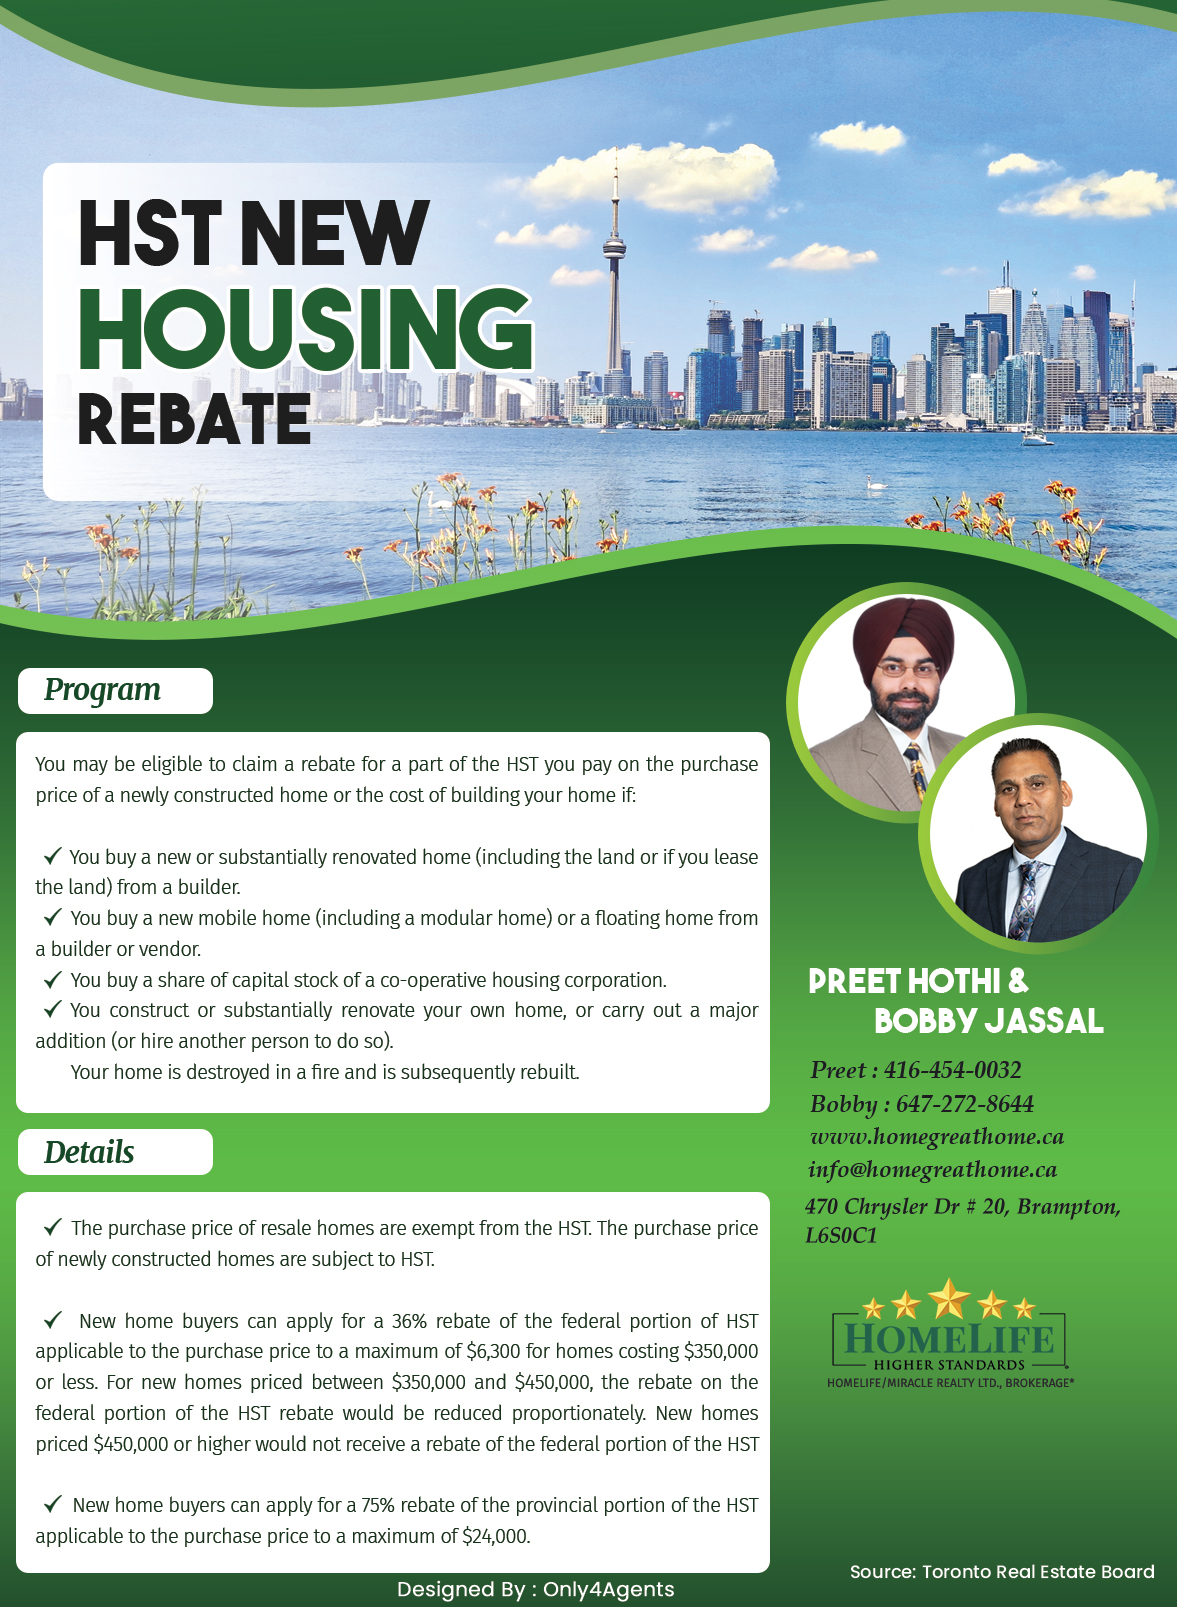 HST NEW
HOUSING
REBATE
Program
You may be eligible to claim a rebate for a part of the HST you pay on the purchase
price of a newly constructed home or the cost of building your home if:
✓ You buy a new or substantially renovated home (including the land or if you lease
the land) from a builder.
✓ You buy a new mobile home (including a modular home) or a floating home from
a builder or vendor.
✓ You buy a share of capital stock of a co-operative housing corporation.
✓ You construct or substantially renovate your own home, or carry out a major
addition (or hire another person to do so).
Your home is destroyed in a fire and is subsequently rebuilt.
Details
✓ The purchase price of resale homes are exempt from the HST. The purchase price
of newly constructed homes are subject to HST.
✓ New home buyers can apply for a 36% rebate of the federal portion of HST
applicable to the purchase price to a maximum of $6,300 for homes costing $350,000
or less. For new homes priced between $350,000 and $450,000, the rebate on the
federal portion of the HST rebate would be reduced proportionately. New homes
priced $450,000 or higher would not receive a rebate of the federal portion of the HST
✓ New home buyers can apply for a 75% rebate of the provincial portion of the HST
applicable to the purchase price to a maximum of $24,000.
PREET HOTHI &
BOBBY JASSAL
Preet : 416-454-0032
Bobby : 647-272-8644
www.homegreathome.ca
info@homegreathome.ca
470 Chrysler Dr # 20, Brampton,
L6S0C1
HOMELIFE
HIGHER STANDARDS
HOMELIFE/MIRACLE REALTY LTD., BROKERAGE*
Source: Toronto Real Estate Board
Designed By : Only4Agents